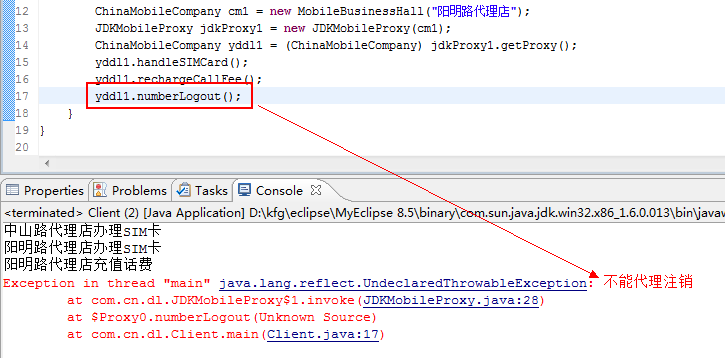 12 ChinaMobileCompany cm1 = new MobileBusinessHall("阳明路代理店");
13 JDKMobileProxy jdkProxy1 = new JDKMobileProxy(cm1);
14 ChinaMobileCompany yddl1 = (ChinaMobileCompany) jdkProxy1.getProxy();
15 yddl1.handleSIMCard();
16 yddl1.rechargeCallFee();
17 yddl1.numberLogout();
18 }
19 }
20
Properties Problems Tasks Console
<terminated> Client (2) [Java Application] D:\kfg\eclipse\MyEclipse 8.5\binary\com.sun.java.jdk.win32.x86_1.6.0.013\bin\javaw
中山路代理店办理SIM卡
阳明路代理店办理SIM卡
阳明路代理店充值话费
Exception in thread "main" java.lang.reflect.UndeclaredThrowableException: 不能代理注销
at com.cn.dl.JDKMobileProxy$1.invoke(JDKMobileProxy.java:28)
at $Proxy0.numberLogout(Unknown Source)
at com.cn.dl.Client.main(Client.java:17)